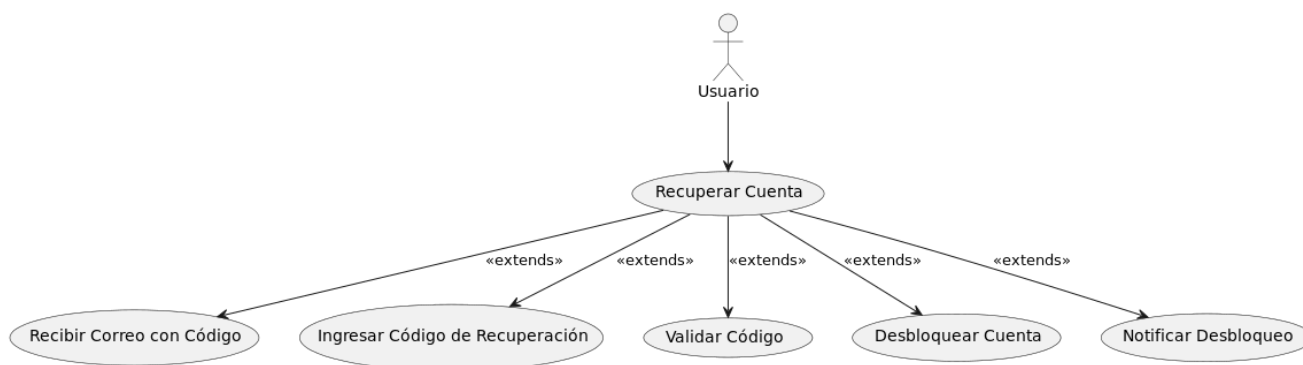 Usuario
Recuperar Cuenta
«extends»
«extends»
«extends»
«extends»
«extends»
Recibir Correo con Código
Ingresar Código de Recuperación
Validar Código
Desbloquear Cuenta
Notificar Desbloqueo